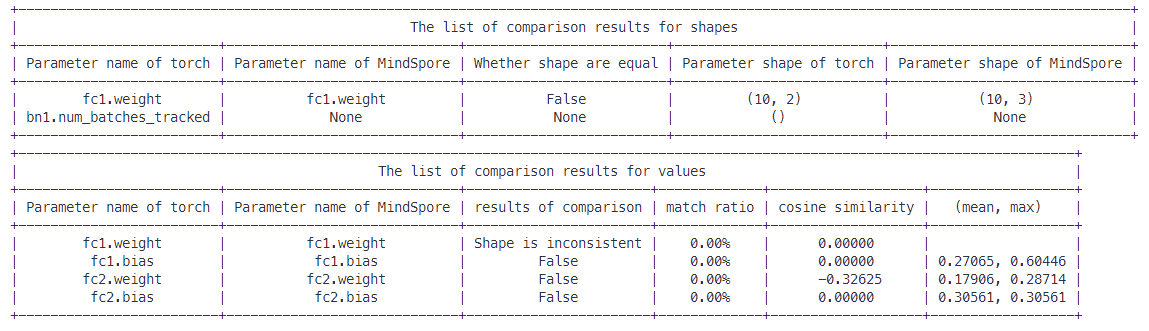 The list of comparison results for shapes
Parameter name of torch | Parameter name of MindSpore | Whether shape are equal | Parameter shape of torch | Parameter shape of MindSpore
fc1.weight | fc1.weight | False | (10, 2) | (10, 3)
bn1.num_batches_tracked | None | None | () | None
The list of comparison results for values
Parameter name of torch | Parameter name of MindSpore | results of comparison | match ratio | cosine similarity | (mean, max)
fc1.weight | fc1.weight | Shape is inconsistent | 0.00% | 0.00000 | 
fc1.bias | fc1.bias | False | 0.00% | 0.00000 | 0.27065, 0.60446
fc2.weight | fc2.weight | False | 0.00% | -0.32625 | 0.17906, 0.28714
fc2.bias | fc2.bias | False | 0.00% | 0.00000 | 0.30561, 0.30561